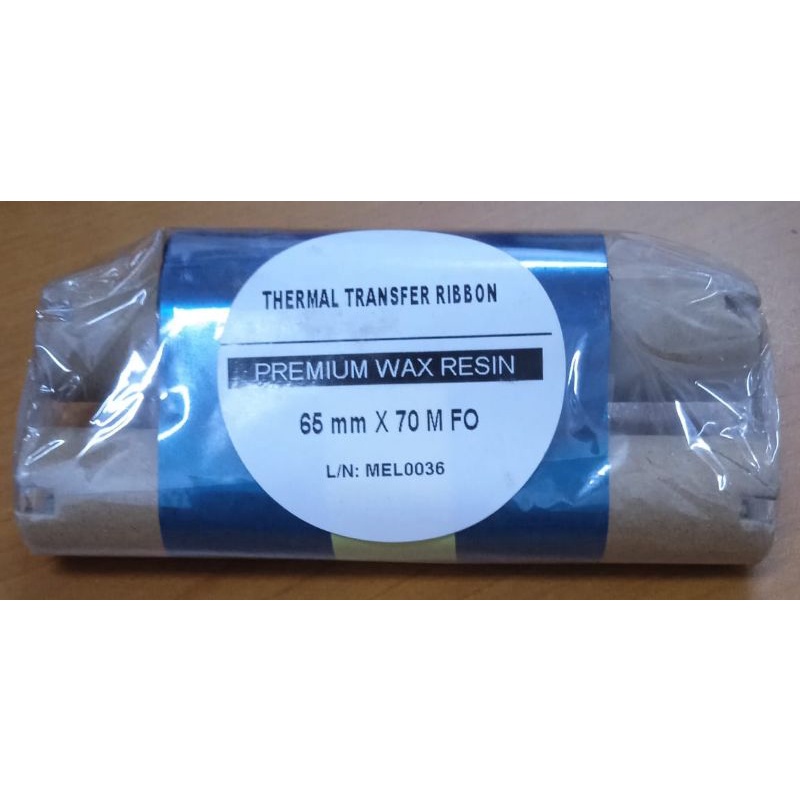 THERMAL TRANSFER RIBBON
PREMIUM WAX RESIN
65 mm X 70 M FO
L/N: MEL0036